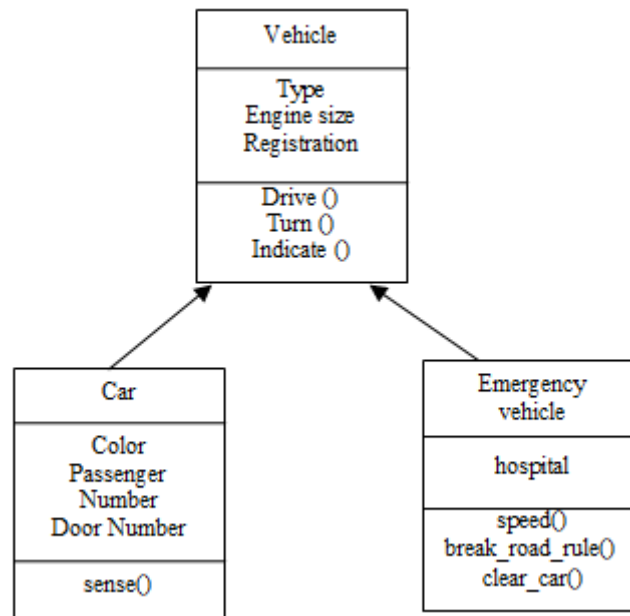 Vehicle
Type
Engine size
Registration
Drive ()
Turn ()
Indicate ()
Car
Color
Passenger
Number
Door Number
sense()
Emergency
vehicle
hospital
speed()
break_road_rule()
clear_car()